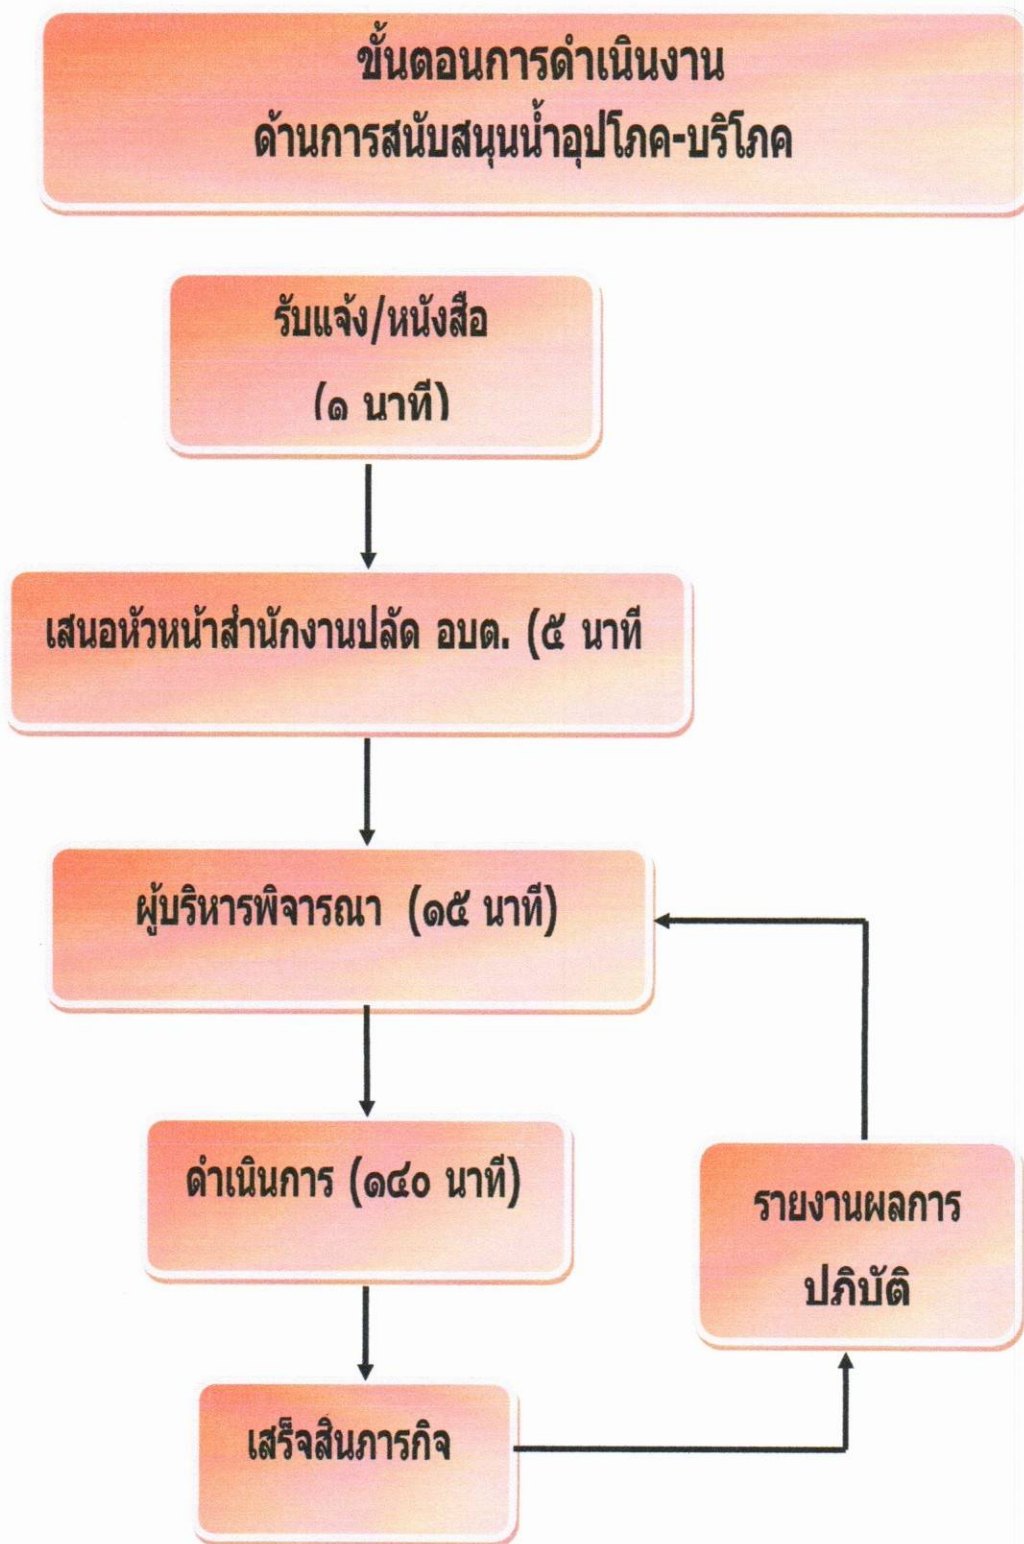 ขั้นตอนการดำเนินงาน
ด้านการสนับสนุนน้ำอุปโภค-บริโภค
รับแจ้ง/หนังสือ
(๑ นาที)
เสนอหัวหน้าสำนักงานปลัด อบต. (๕ นาที
ผู้บริหารพิจารณา (๑๕ นาที)
ดำเนินการ (๑๔๐ นาที)
เสร็จสิ้นภารกิจ
รายงานผลการ
ปฏิบัติ